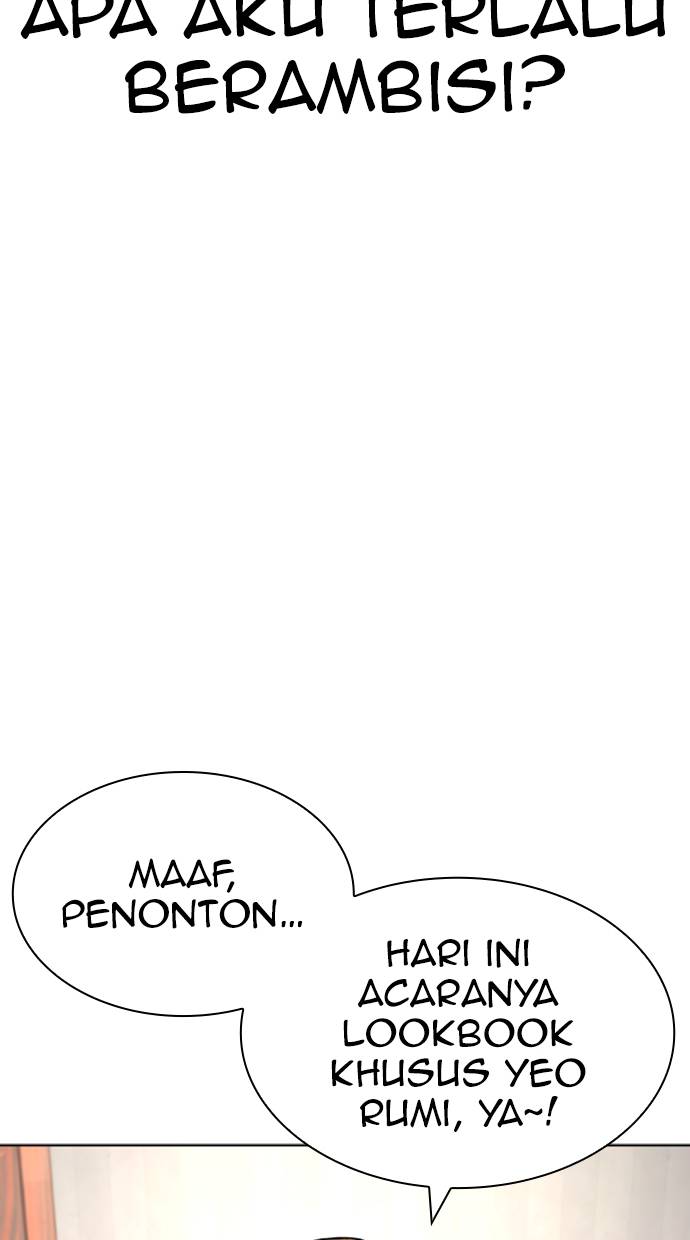 APA AKU TERLALU
BERAMBISI?
MAAF,
PENONTON...
HARI INI
ACARANYA
LOOKBOOK
KHUSUS YEO
RUMI, YA~!